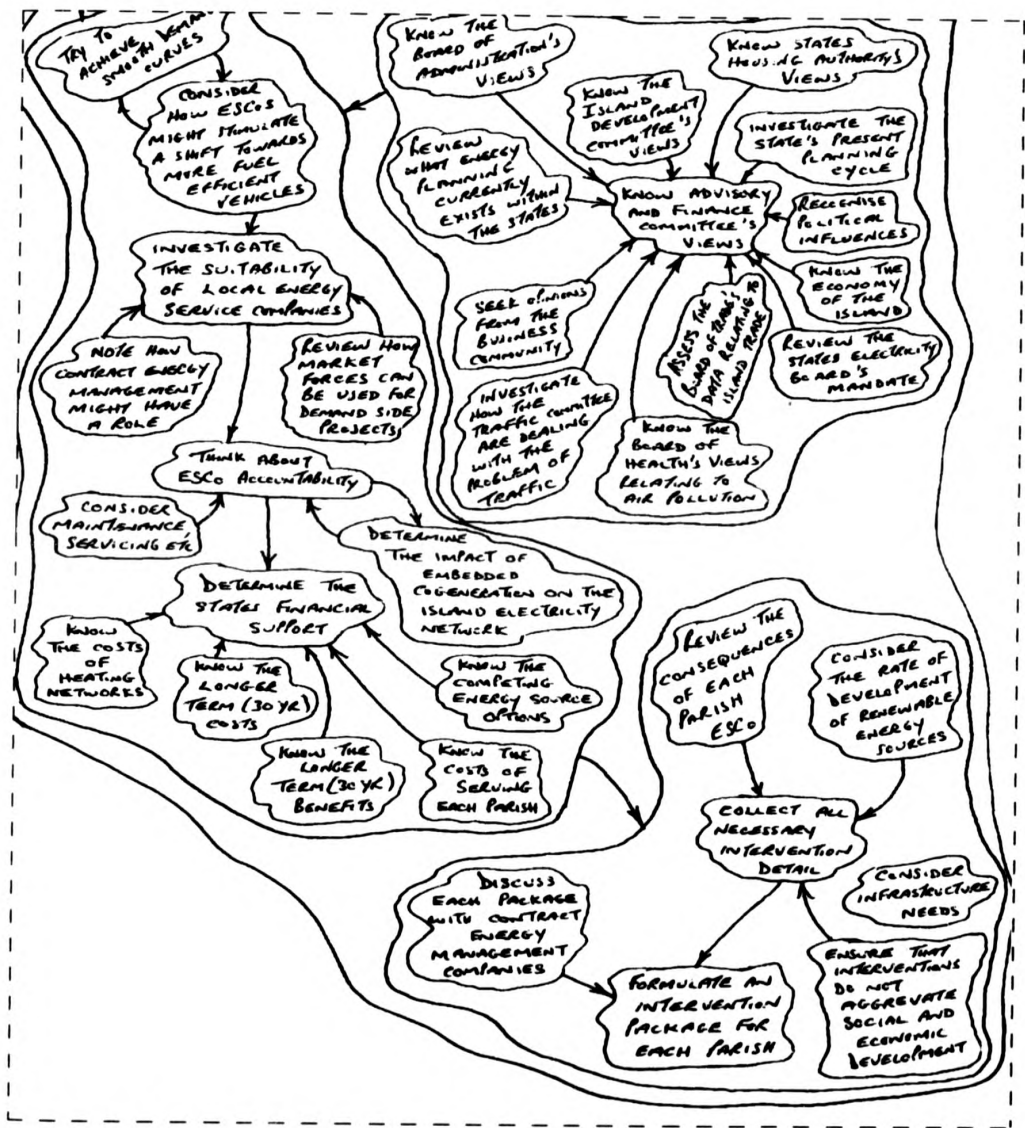 TRY TO
ACHIEVE
SMOOTH DEMAND
CURVES
CONSIDER
HOW ESCOS
MIGHT STIMULATE
A SHIFT TOWARDS
MORE FUEL
EFFICIENT
VEHICLES
INVESTIGATE
THE SUITABILITY
OF LOCAL ENERGY
SERVICE COMPANIES
NOTE HOW
CONTRACT ENERGY
MANAGEMENT
MIGHT HAVE
A ROLE
REVIEW HOW
MARKET
FORCES CAN
BE USED FOR
DEMAND SIDE
PROJECTS
THINK ABOUT
ESCO ACCOUNTABILITY
CONSIDER
MAINTENANCE
SERVICING ETC
DETERMINE
THE IMPACT OF
EMBEDDED
COGENERATION ON THE
ISLAND ELECTRICITY
NETWORK
DETERMINE THE
STATES FINANCIAL
SUPPORT
KNOW
THE COSTS
OF
HEATING
NETWORKS
KNOW THE
LONGER
TERM (30 YR)
COSTS
KNOW THE
LONGER
TERM (30 YR)
BENEFITS
KNOW THE
COSTS OF
SERVING
EACH PARISH
KNOW THE
COMPETING
ENERGY SOURCE
OPTIONS
KNOW THE
BOARD OF
ADMINISTRATION'S
VIEWS
KNOW THE
ISLAND
DEVELOPMENT
COMMITTEE'S
VIEWS
KNOW STATES
HOUSING AUTHORITY'S
VIEWS
INVESTIGATE THE
STATE'S PRESENT
PLANNING
CYCLE
REVIEW
WHAT ENERGY
PLANNING
CURRENTLY
EXISTS WITHIN
THE STATES
KNOW ADVISORY
AND FINANCE
COMMITTEE'S
VIEWS
RECCENISE
POLITICAL
INFLUENCES
KNOW THE
ECONOMY
OF THE
ISLAND
REVIEW THE
STATES ELECTRICITY
BOARD'S
MANDATE
SEEK OPINIONS
FROM THE
BUSINESS
COMMUNITY
ASSESS THE
BOARD OF TRADE'S
DATA RELATING TO
ISLAND TRADE
INVESTIGATE
HOW THE
TRAFFIC COMMITTEE
ARE DEALING
WITH THE
PROBLEM OF
TRAFFIC
KNOW THE
BOARD OF
HEALTH'S VIEWS
RELATING TO
AIR POLLUTION
REVIEW THE
CONSEQUENCES
OF EACH
PARISH
ESCO
CONSIDER
THE RATE OF
DEVELOPMENT
OF RENEWABLE
ENERGY
SOURCES
COLLECT ALL
NECESSARY
INTERVENTION
DETAIL
CONSIDER
INFRASTRUCTURE
NEEDS
DISCUSS
EACH PACKAGE
WITH CONTRACT
ENERGY
MANAGEMENT
COMPANIES
FORMULATE AN
INTERVENTION
PACKAGE FOR
EACH PARISH
ENSURE THAT
INTERVENTIONS
DO NOT
AGGREVATE
SOCIAL AND
ECONOMIC
DEVELOPMENT